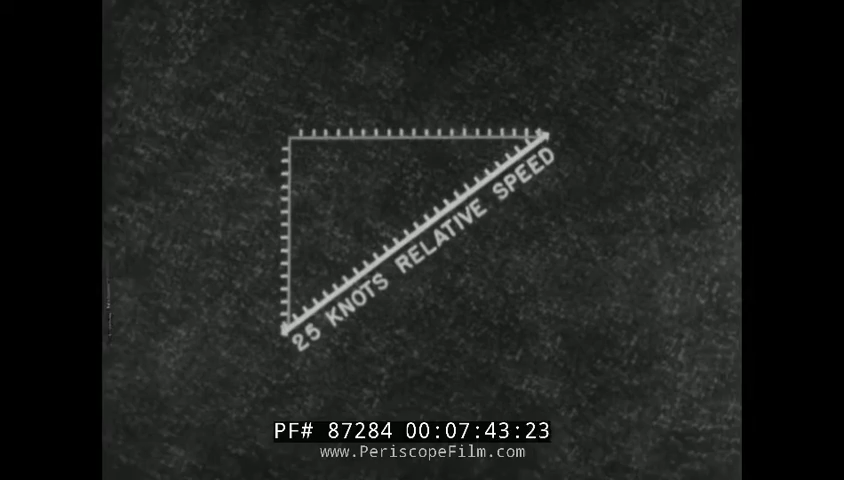 25 KNOTS RELATIVE SPEED
PF# 87284 00:07:43:23
www.PeriscopeFilm.com